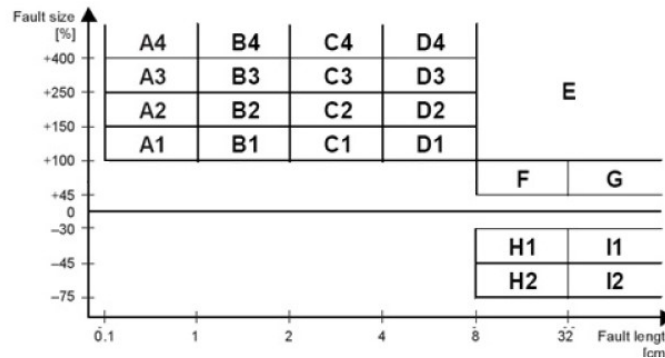 Fault size
[%]
A4 B4 C4 D4
+400
A3 B3 C3 D3
E
+250
A2 B2 C2 D2
+150
A1 B1 C1 D1
+100
F G
+45
0
−30
H1 I1
−45
H2 I2
−75
0.1 1 2 4 8 32 Fault length
[cm]